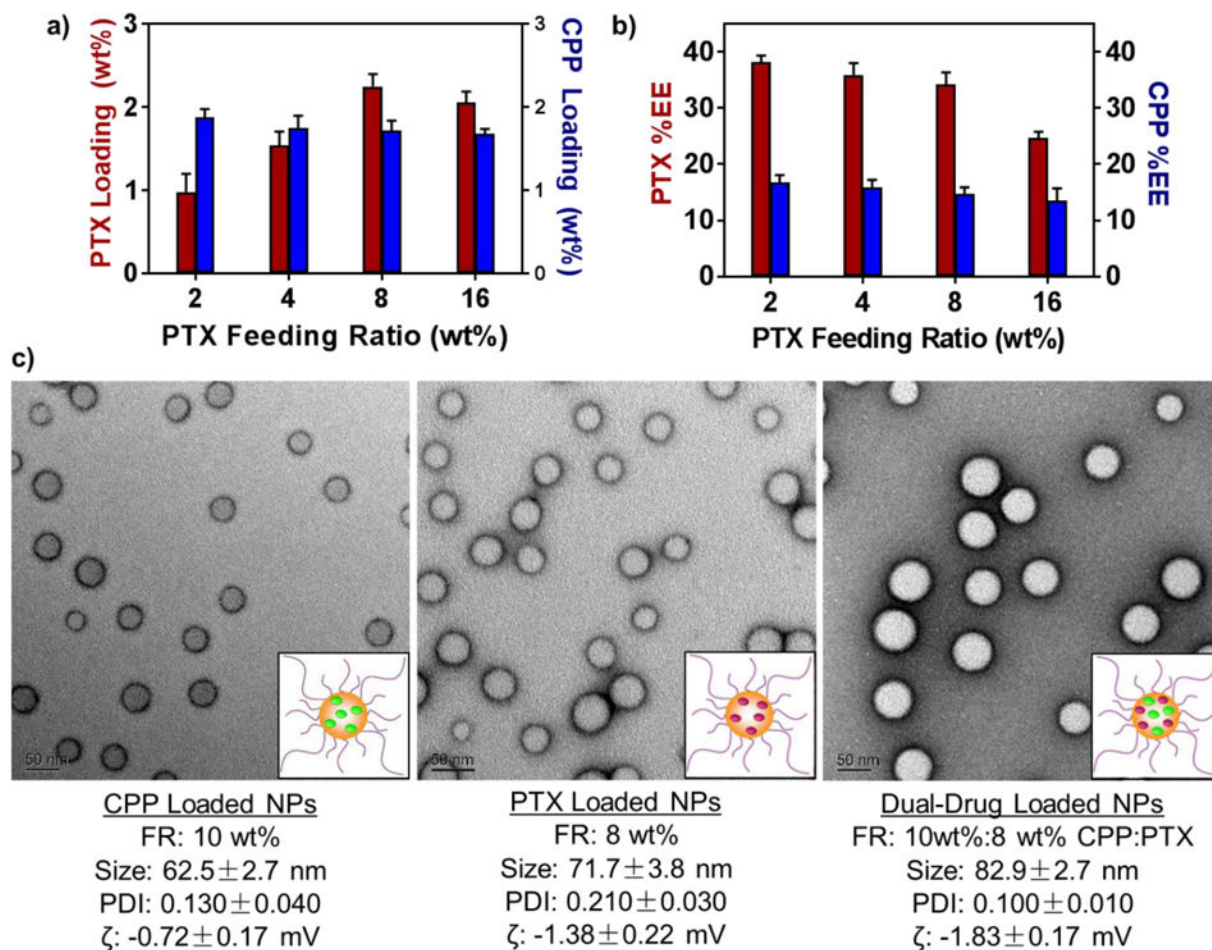 a)
3
2
1
0
PTX Loading (wt%)
3
2
1
0
CPP Loading (wt%)
2 4 8 16
PTX Feeding Ratio (wt%)
b)
40
30
20
10
0
PTX %EE
40
30
20
10
0
CPP %EE
2 4 8 16
PTX Feeding Ratio (wt%)
c)
50 nm
50 nm
50 nm
CPP Loaded NPs
FR: 10 wt%
Size: 62.5±2.7 nm
PDI: 0.130±0.040
ζ: -0.72±0.17 mV
PTX Loaded NPs
FR: 8 wt%
Size: 71.7±3.8 nm
PDI: 0.210±0.030
ζ: -1.38±0.22 mV
Dual-Drug Loaded NPs
FR: 10wt%:8 wt% CPP:PTX
Size: 82.9±2.7 nm
PDI: 0.100±0.010
ζ: -1.83±0.17 mV